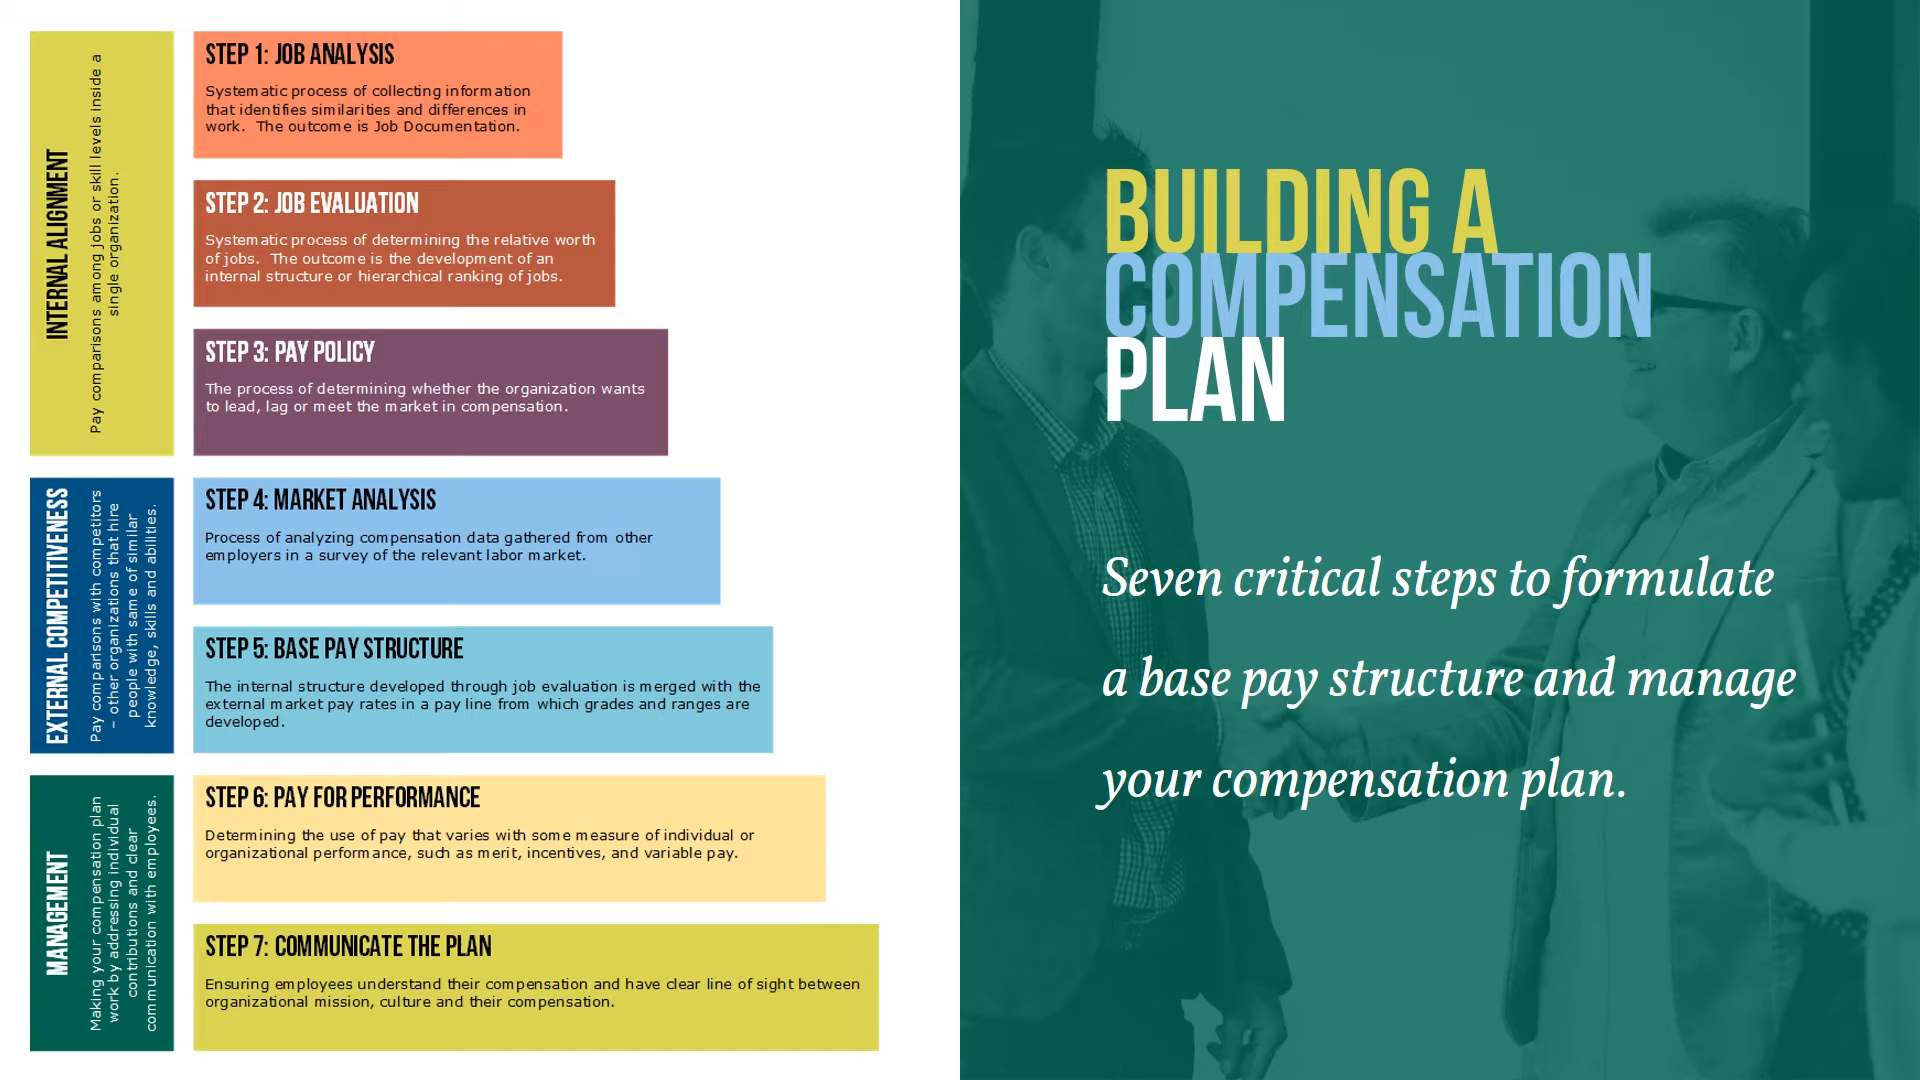 INTERNAL ALIGNMENT
Pay comparisons among jobs or skill levels inside a
single organization.
STEP 1: JOB ANALYSIS
Systematic process of collecting information
that identifies similarities and differences in
work.  The outcome is Job Documentation.
STEP 2: JOB EVALUATION
Systematic process of determining the relative worth
of jobs.  The outcome is the development of an
internal structure or hierarchical ranking of jobs.
STEP 3: PAY POLICY
The process of determining whether the organization wants
to lead, lag or meet the market in compensation.
EXTERNAL COMPETITIVENESS
Pay comparisons with competitors
– other organizations that hire
people with same of similar
knowledge, skills and abilities.
STEP 4: MARKET ANALYSIS
Process of analyzing compensation data gathered from other
employers in a survey of the relevant labor market.
STEP 5: BASE PAY STRUCTURE
The internal structure developed through job evaluation is merged with the
external market pay rates in a pay line from which grades and ranges are
developed.
MANAGEMENT
Making your compensation plan
work by addressing individual
contributions and clear
communication with employees.
STEP 6: PAY FOR PERFORMANCE
Determining the use of pay that varies with some measure of individual or
organizational performance, such as merit, incentives, and variable pay.
STEP 7: COMMUNICATE THE PLAN
Ensuring employees understand their compensation and have clear line of sight between
organizational mission, culture and their compensation.
BUILDING A
COMPENSATION
PLAN
Seven critical steps to formulate
a base pay structure and manage
your compensation plan.